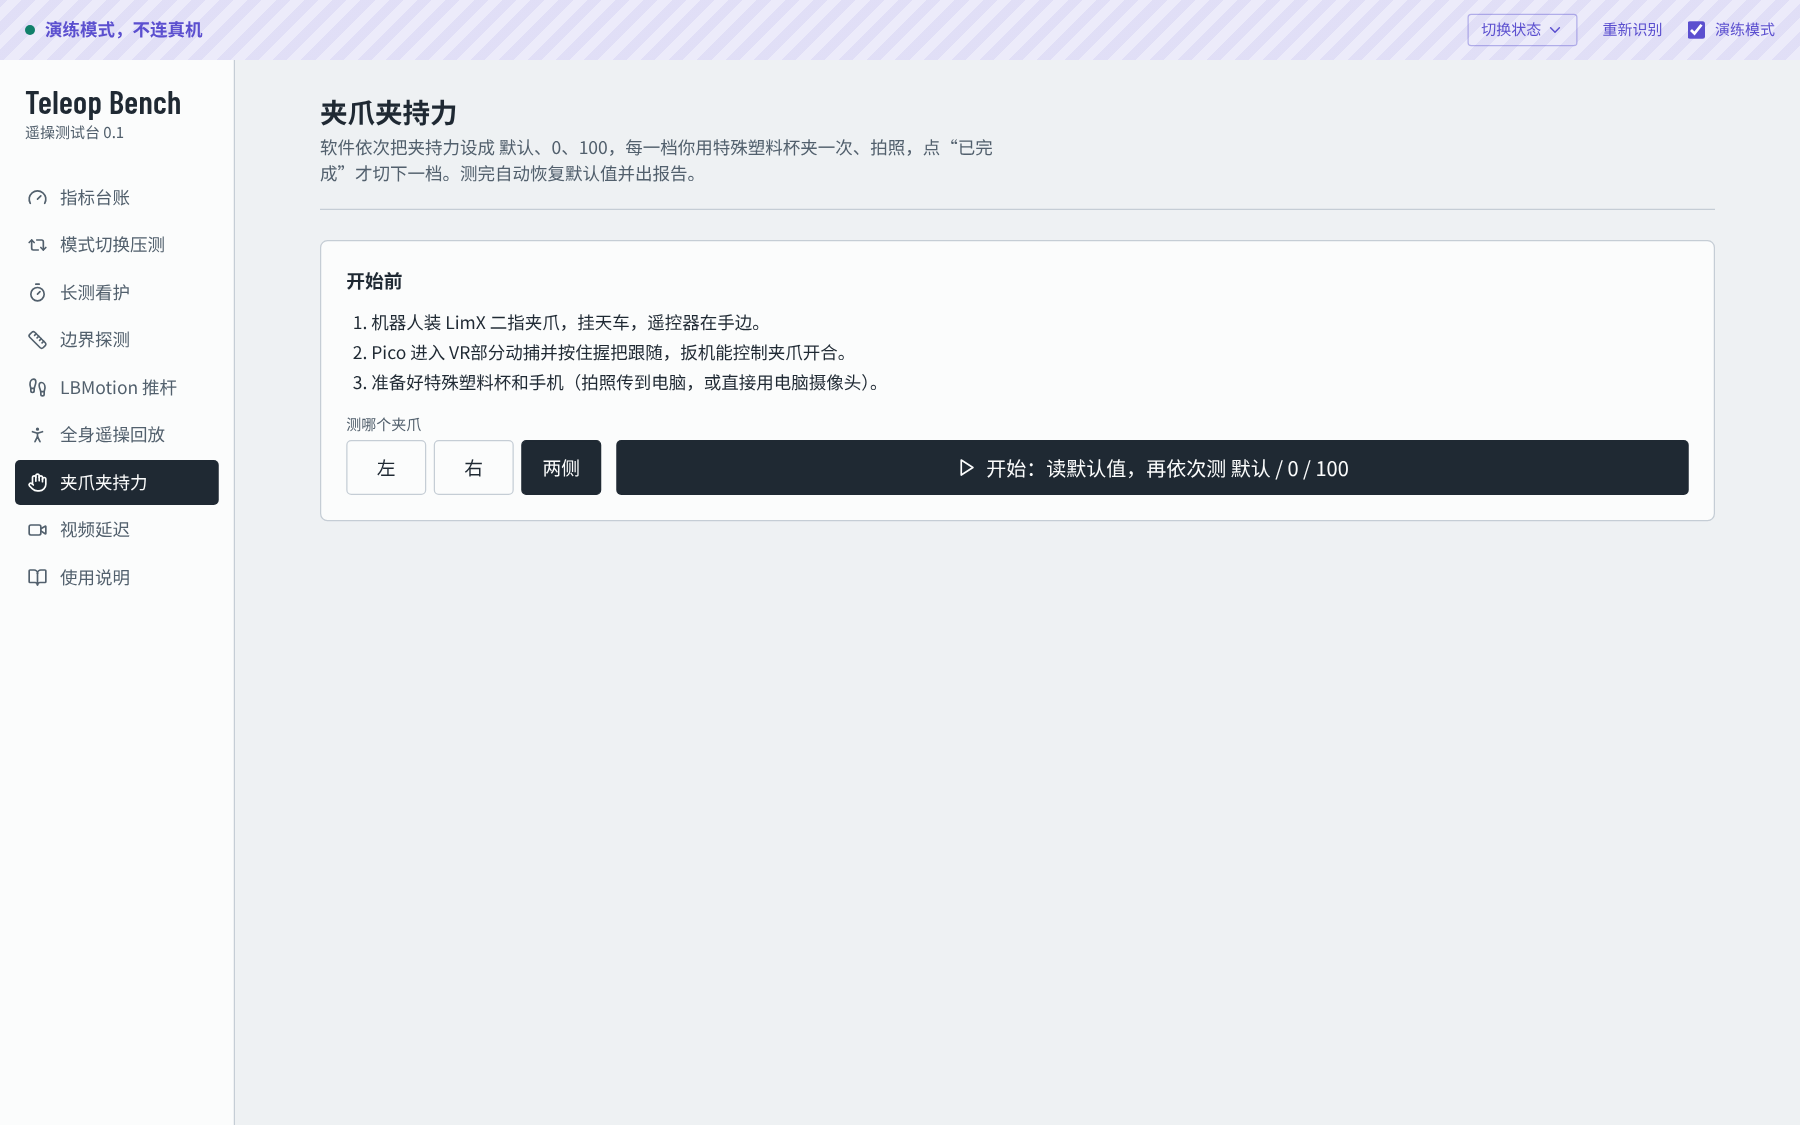 演练模式，不连真机
切换状态
重新识别
演练模式
Teleop Bench
遥操测试台 0.1
指标台账
模式切换压测
长测看护
边界探测
LBMotion 推杆
全身遥操回放
夹爪夹持力
视频延迟
使用说明
夹爪夹持力
软件依次把夹持力设成 默认、0、100，每一档你用特殊塑料杯夹一次、拍照，点“已完
成”才切下一档。测完自动恢复默认值并出报告。
开始前
1. 机器人装 LimX 二指夹爪，挂天车，遥控器在手边。
2. Pico 进入 VR部分动捕并按住握把跟随，扳机能控制夹爪开合。
3. 准备好特殊塑料杯和手机（拍照传到电脑，或直接用电脑摄像头）。
测哪个夹爪
左
右
两侧
开始：读默认值，再依次测 默认 / 0 / 100